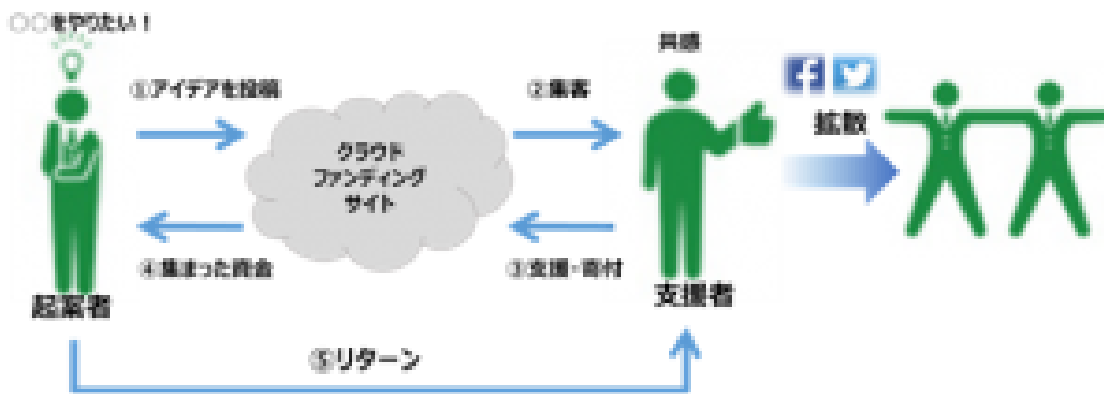 ○○をやりたい！
共感
①アイデアを投稿
②集客
拡散
クラウド
ファンディング
サイト
④集まった資金
③支援・寄付
起案者
支援者
⑤リターン